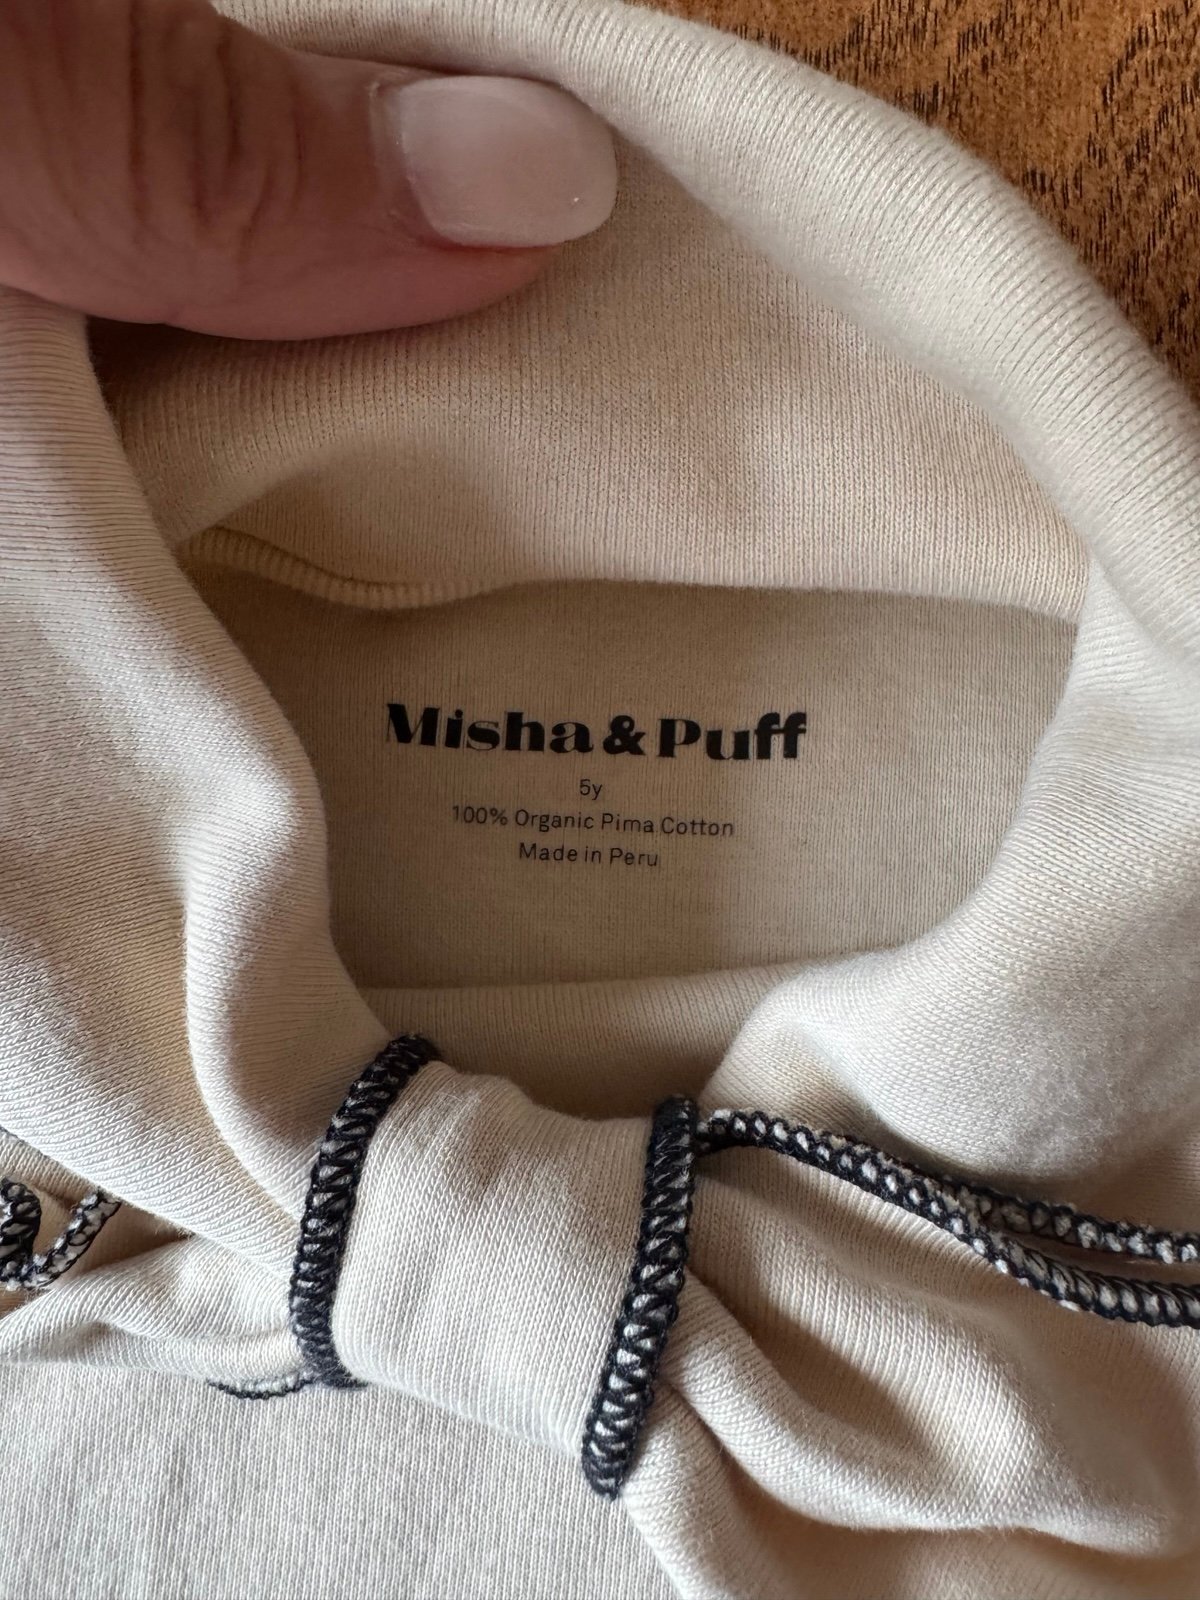 Misha & Puff
5y
100% Organic Pima Cotton
Made in Peru